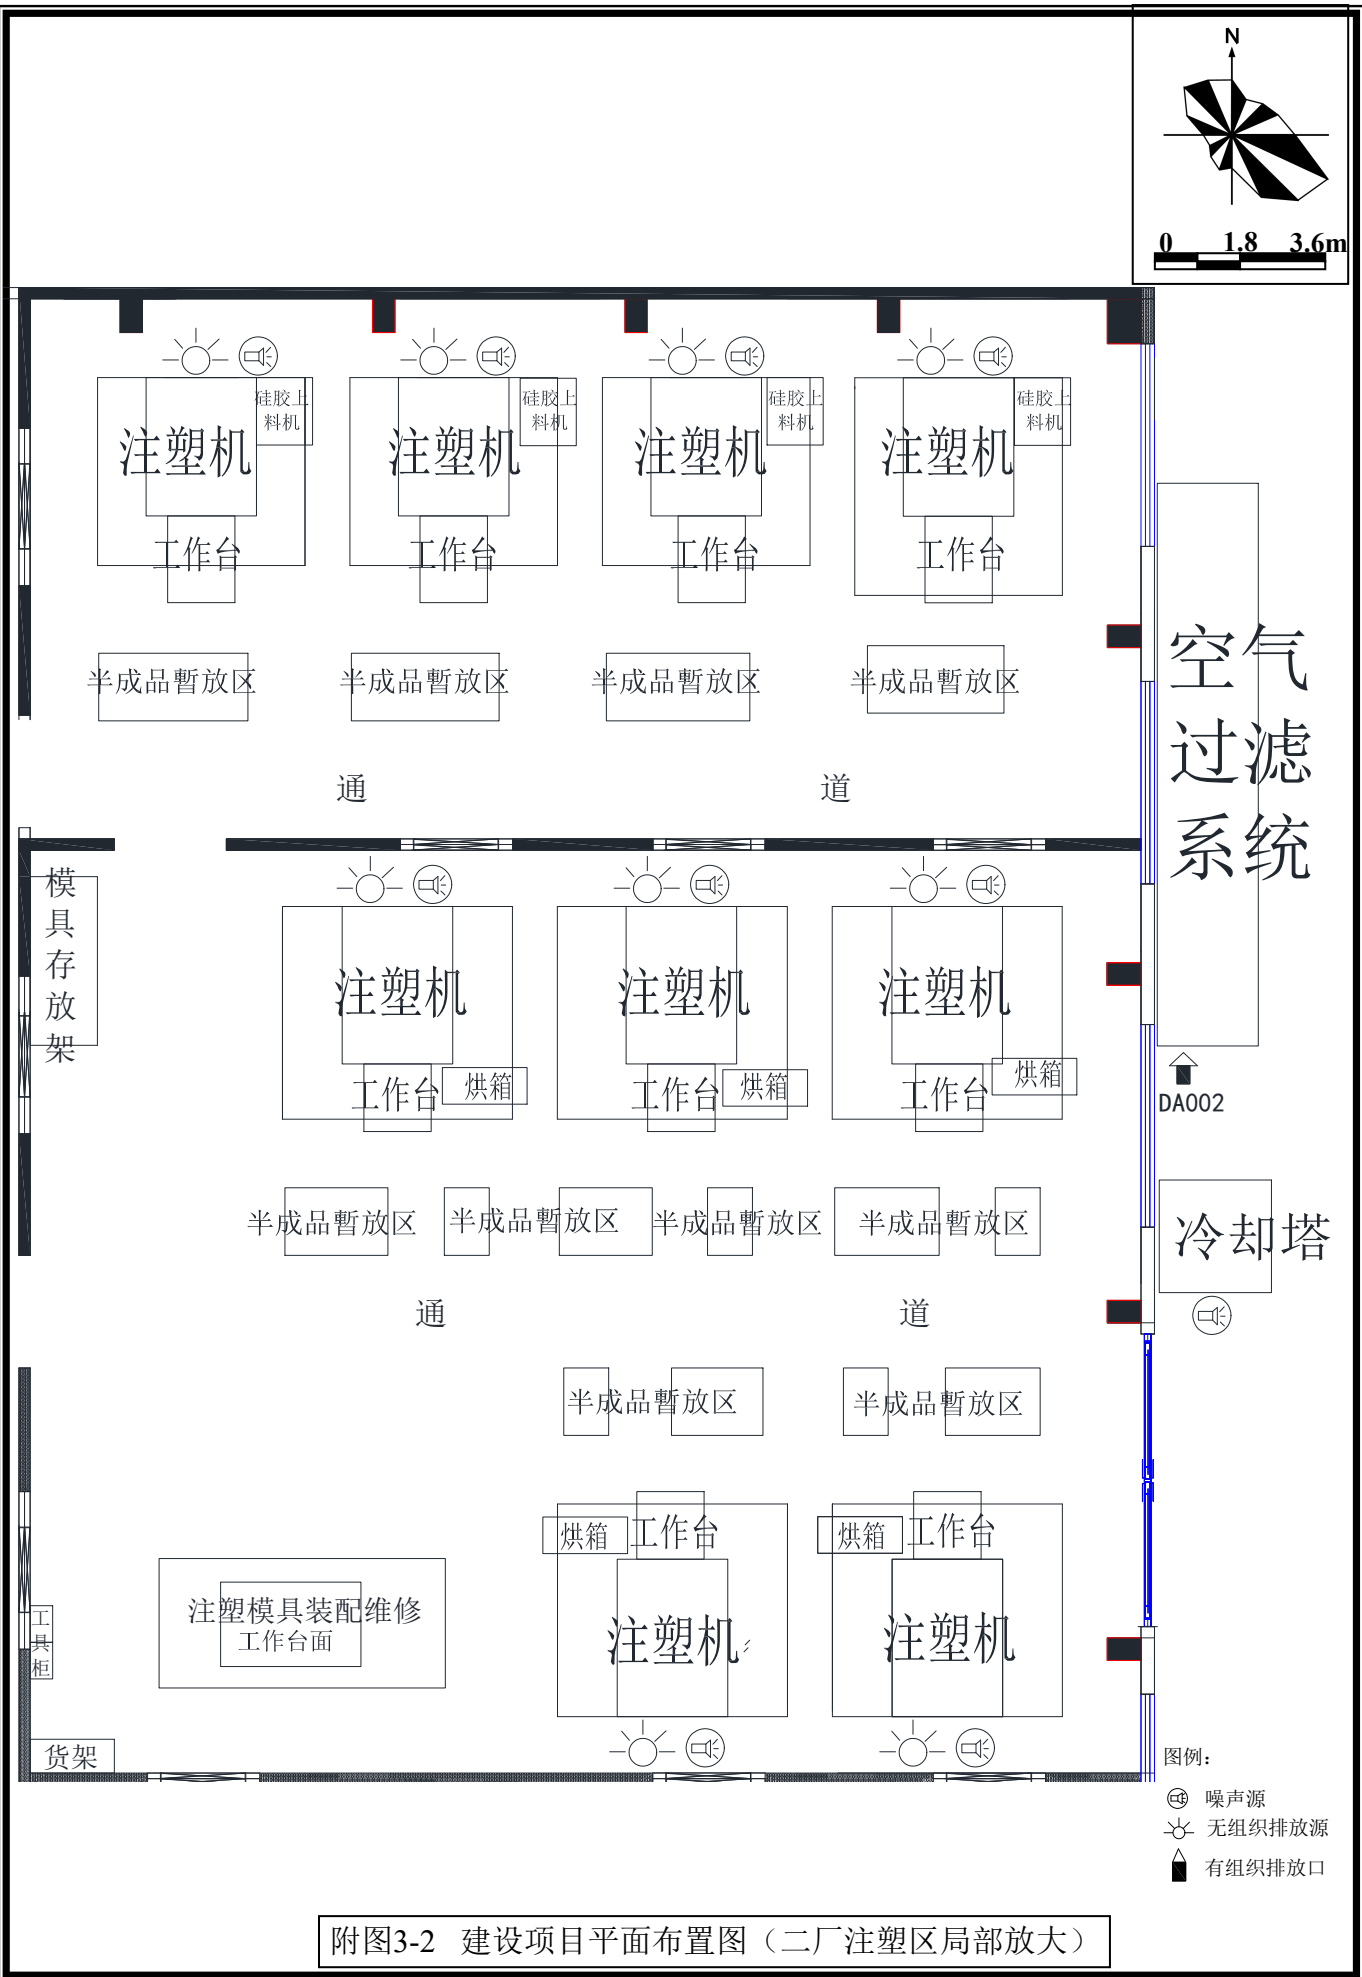 N
0 1.8 3.6m
硅胶上
料机
硅胶上
料机
硅胶上
料机
硅胶上
料机
注塑机 注塑机 注塑机 注塑机
工作台 工作台 工作台 工作台
半成品暫放区 半成品暫放区 半成品暫放区 半成品暫放区
空气
过滤
系统
通 道
模
具
存
放
架
注塑机 注塑机 注塑机
工作台 烘箱 工作台 烘箱 工作台 烘箱
DA002
半成品暫放区 半成品暫放区 半成品暫放区 半成品暫放区
冷却塔
通 道
半成品暫放区 半成品暫放区
烘箱 工作台 烘箱 工作台
注塑机 注塑机
注塑模具装配维修
工作台面
工
具
柜
货架
图例：
噪声源
无组织排放源
有组织排放口
附图3-2 建设项目平面布置图（二厂注塑区局部放大）